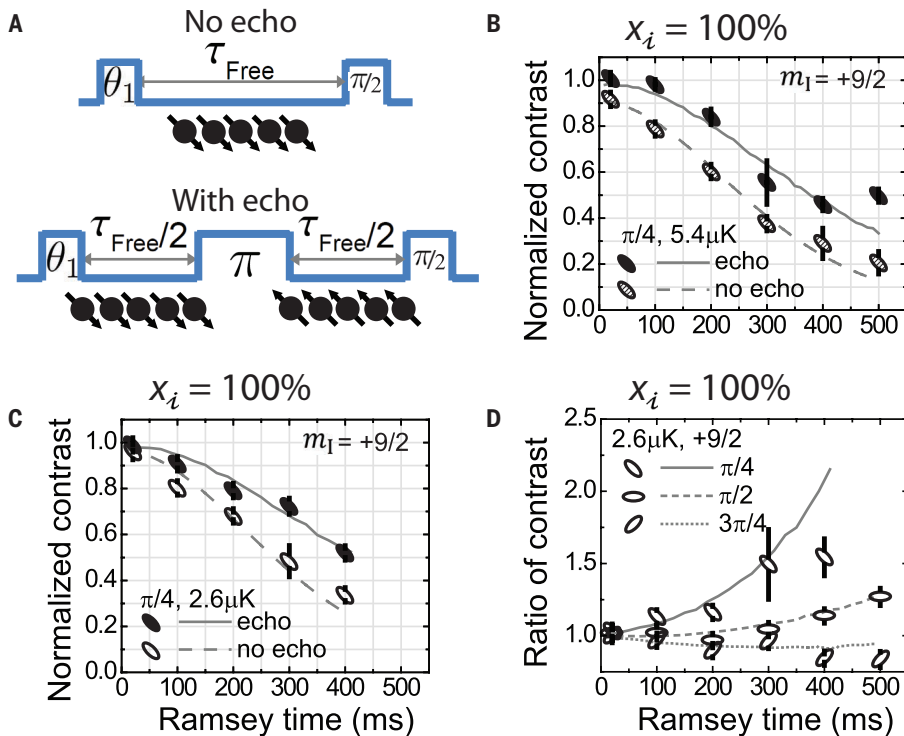 A
No echo
τFree
θ1
π/2
With echo
τFree/2
τFree/2
θ1
π
π/2
B
xi = 100%
mI = +9/2
Normalized contrast
1.0
0.8
0.6
0.4
0.2
0.0
π/4, 5.4μK
echo
no echo
0 100 200 300 400 500
C
xi = 100%
mI = +9/2
Normalized contrast
1.0
0.8
0.6
0.4
0.2
0.0
π/4, 2.6μK
echo
no echo
0 100 200 300 400 500
Ramsey time (ms)
D
xi = 100%
2.6μK, +9/2
π/4
π/2
3π/4
Ratio of contrast
2.5
2.0
1.5
1.0
0 100 200 300 400 500
Ramsey time (ms)